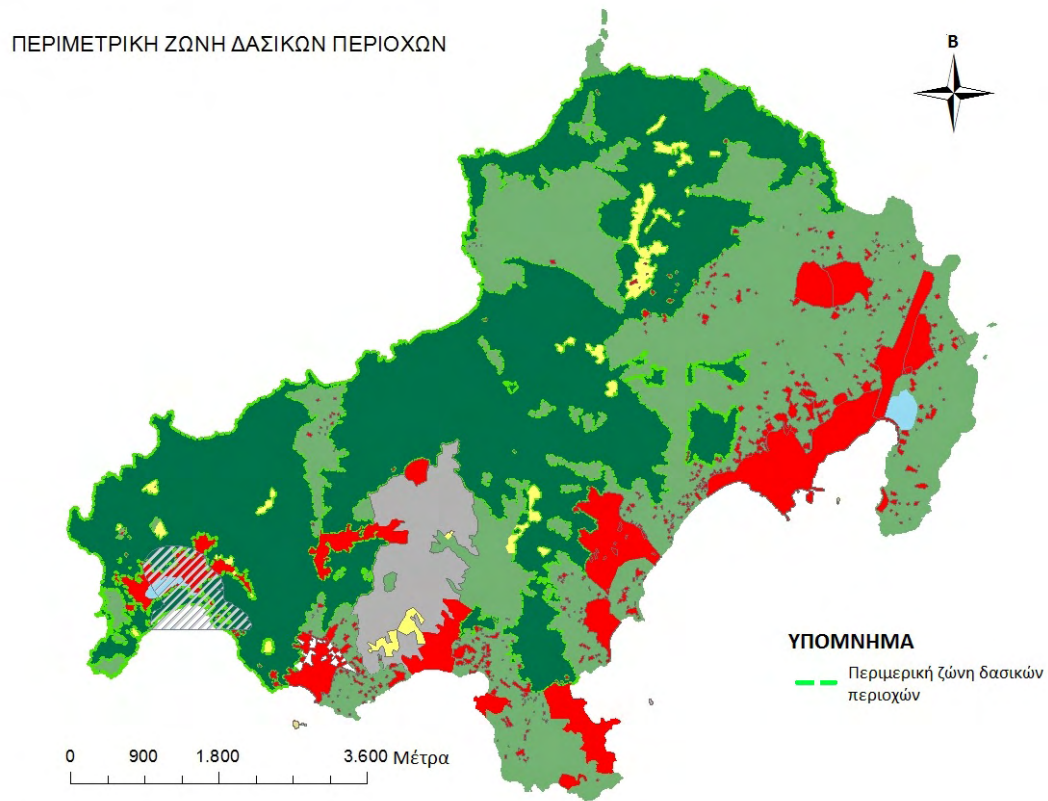 ΠΕΡΙΜΕΤΡΙΚΗ ΖΩΝΗ ΔΑΣΙΚΩΝ ΠΕΡΙΟΧΩΝ
Β
ΥΠΟΜΝΗΜΑ
Περιμερική ζώνη δασικών
περιοχών
0 900 1.800 3.600 Μέτρα